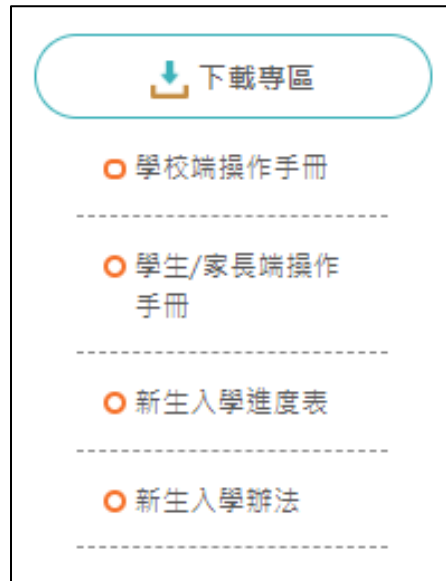 下載專區
學校端操作手冊
學生/家長端操作
手冊
新生入學進度表
新生入學辦法